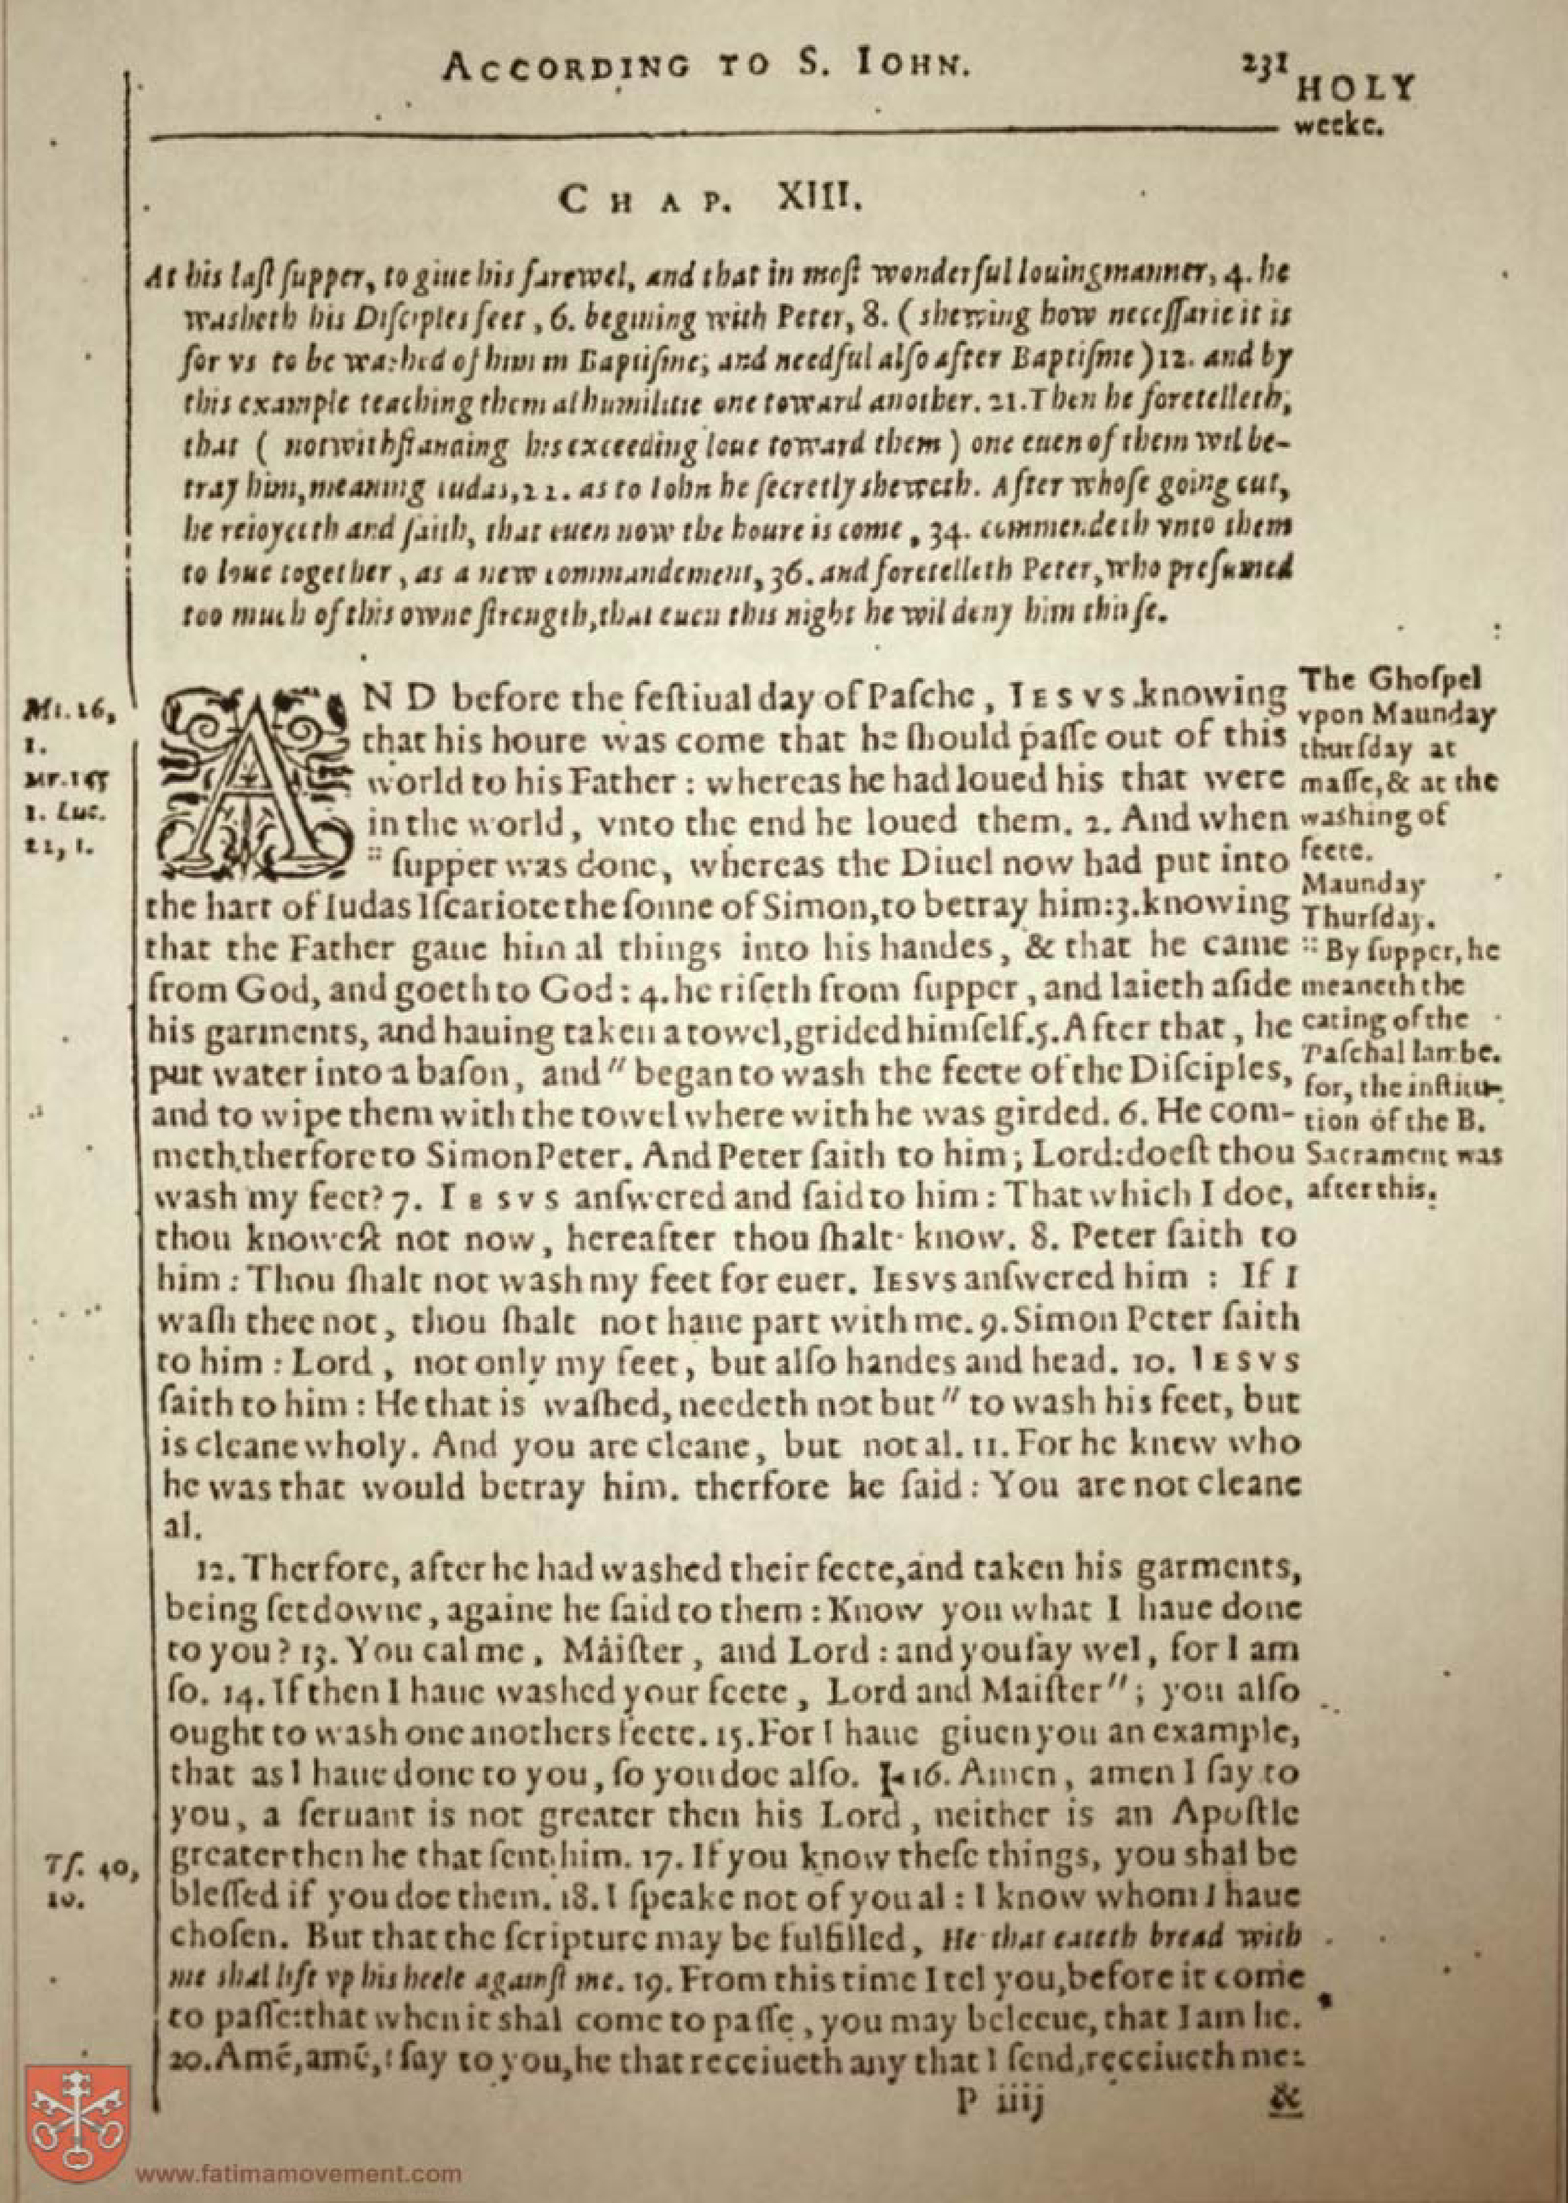 ACCORDING TO S. IOHN.
231
HOLY
weeke.
CHAP. XIII.
At his laſt ſupper, to giue his farewel, and that in moſt wonderful louing manner, 4. he
washeth his Diſciples feet, 6. begining with Peter, 8. (shewing how neceſſarie it is
for vs to be washed of him in Baptiſme, and needful alſo after Baptiſme) 12. and by
this example teaching them al humilitie one toward another. 21. Then he foretelleth,
that (notwithſtanding his exceeding loue toward them) one euen of them wil be-
tray him, meaning Iudas, 22. as to Iohn he ſecretly sheweth. After whoſe going out,
he reioyceth and ſaith, that euen now the houre is come, 34. commendeth vnto them
to loue together, as a new commandement, 36. and foretelleth Peter, who preſumed
too much of this owne ſtrength, that euen this night he wil deny him thriſe.
Mt. 26,
1.
Mr.
1. Luc.
22, 1.
AND before the feſtiual day of Paſche, IESVS knowing
that his houre was come that he ſhould paſſe out of this
world to his Father : whereas he had loued his that were
in the world, vnto the end he loued them. 2. And when
:: ſupper was done, whereas the Diuel now had put into
the hart of Iudas Iſcariote the ſonne of Simon, to betray him: 3. knowing
that the Father gaue him al things into his handes, & that he came
from God, and goeth to God : 4. he riſeth from ſupper, and laieth aſide
his garments, and hauing taken a towel, grided himſelf. 5. After that, he
put water into a baſon, and " began to wash the feete of the Diſciples,
and to wipe them with the towel where with he was girded. 6. He com-
meth therfore to Simon Peter. And Peter ſaith to him; Lord: doeſt thou
wash my feet? 7. IESVS anſwered and ſaid to him : That which I doe,
thou knoweſt not now, hereafter thou ſhalt know. 8. Peter ſaith to
him : Thou ſhalt not wash my feet for euer. IESVS anſwered him : If I
waſh thee not, thou ſhalt not haue part with me. 9. Simon Peter ſaith
to him : Lord, not only my feet, but alſo handes and head. 10. IESVS
ſaith to him : He that is waſhed, needeth not but " to wash his feet, but
is cleane wholy. And you are cleane, but not al. 11. For he knew who
he was that would betray him. therfore he ſaid : You are not cleane
al.
12. Therfore, after he had washed their feete, and taken his garments,
being ſet downe, againe he ſaid to them : Know you what I haue done
to you? 13. You cal me, Maiſter, and Lord : and you ſay wel, for I am
ſo. 14. If then I haue washed your feete, Lord and Maiſter "; you alſo
ought to wash one anothers feete. 15. For I haue giuen you an example,
that as I haue done to you, ſo you doe alſo. 16. Amen, amen I ſay to
you, a ſeruant is not greater then his Lord, neither is an Apoſtle
greater then he that ſent him. 17. If you know theſe things, you shal be
bleſſed if you doe them. 18. I ſpeake not of you al : I know whom I haue
choſen. But that the ſcripture may be fulfilled, He that eateth bread with
me shal lift vp his heele againſt me. 19. From this time I tel you, before it come
to paſſe: that when it shal come to paſſe, you may beleeue, that I am he.
20. Amē, amē, I ſay to you, he that receiueth any that I ſend, receiueth me:
P iiij
&
The Ghoſpel
vpon Maunday
thurſday at
maſſe, & at the
washing of
feete.
Maunday
Thurſday.
:: By ſupper, he
meaneth the
eating of the
Paſchal lambe.
for, the inſtitu-
tion of the B.
Sacrament was
after this.
Pſ. 40,
10.
www.fatimamovement.com